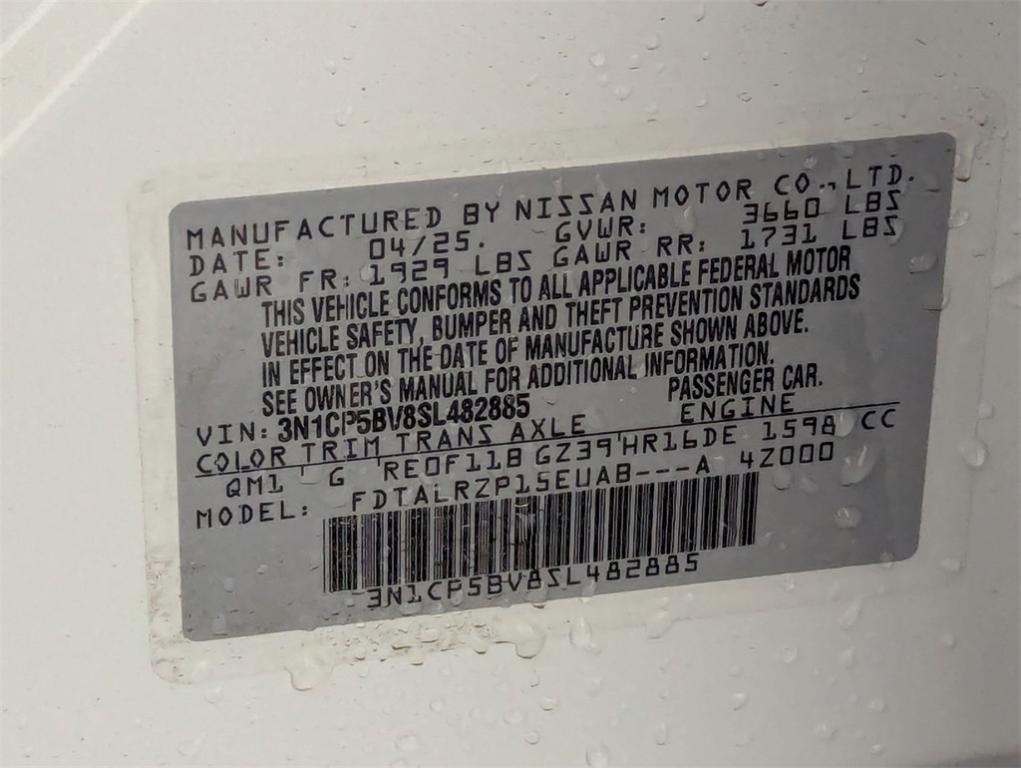 MANUFACTURED BY NISSAN MOTOR CO., LTD.
DATE: 04/25. GVWR: 3660 LBS
GAWR FR: 1929 LBS GAWR RR: 1731 LBS
THIS VEHICLE CONFORMS TO ALL APPLICABLE FEDERAL MOTOR
VEHICLE SAFETY, BUMPER AND THEFT PREVENTION STANDARDS
IN EFFECT ON THE DATE OF MANUFACTURE SHOWN ABOVE.
SEE OWNER'S MANUAL FOR ADDITIONAL INFORMATION.
VIN: 3N1CP5BV8SL482885 PASSENGER CAR.
COLOR TRIM TRANS AXLE ENGINE
QM1 G RE0F11B GZ39 HR16DE 1598 CC
MODEL: FDTALRZP15EUAB---A 4Z000
3N1CP5BV8SL482885